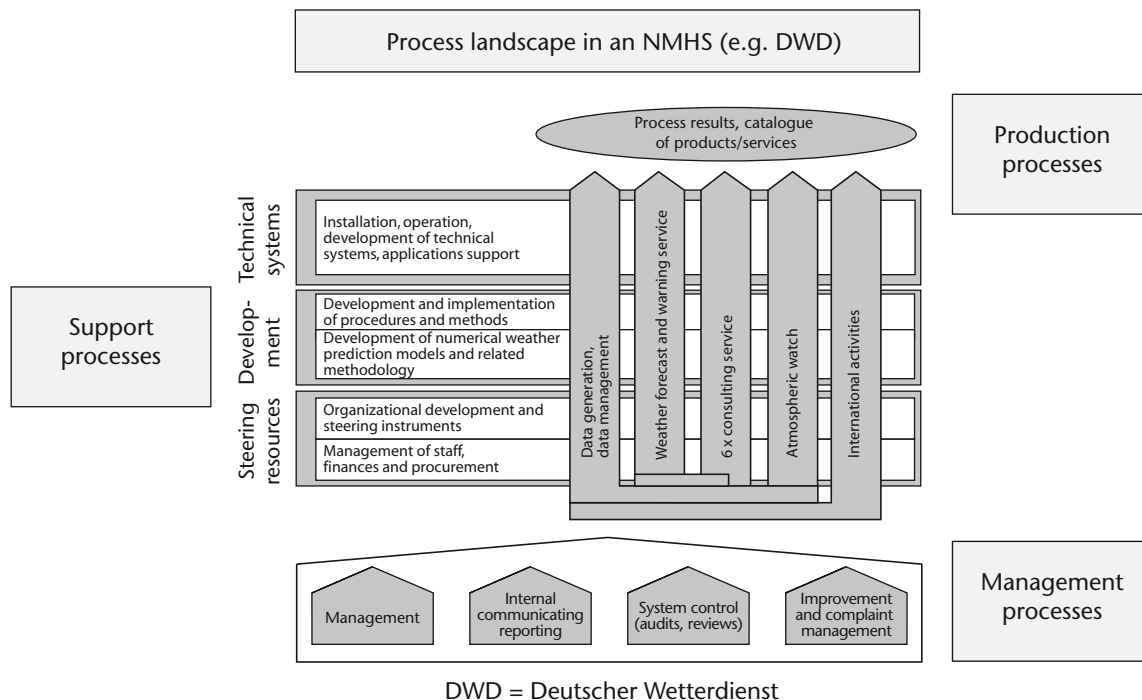 Process landscape in an NMHS (e.g. DWD)
Process results, catalogue
of products/services
Production
processes
Support
processes
Technical
systems
Installation, operation,
development of technical
systems, applications support
Develop-
ment
Development and implementation
of procedures and methods
Development of numerical weather
prediction models and related
methodology
Steering
resources
Organizational development and
steering instruments
Management of staff,
finances and procurement
Data generation,
data management
Weather forecast and warning service
6 x consulting service
Atmospheric watch
International activities
Management
Internal
communicating
reporting
System control
(audits, reviews)
Improvement
and complaint
management
Management
processes
DWD = Deutscher Wetterdienst